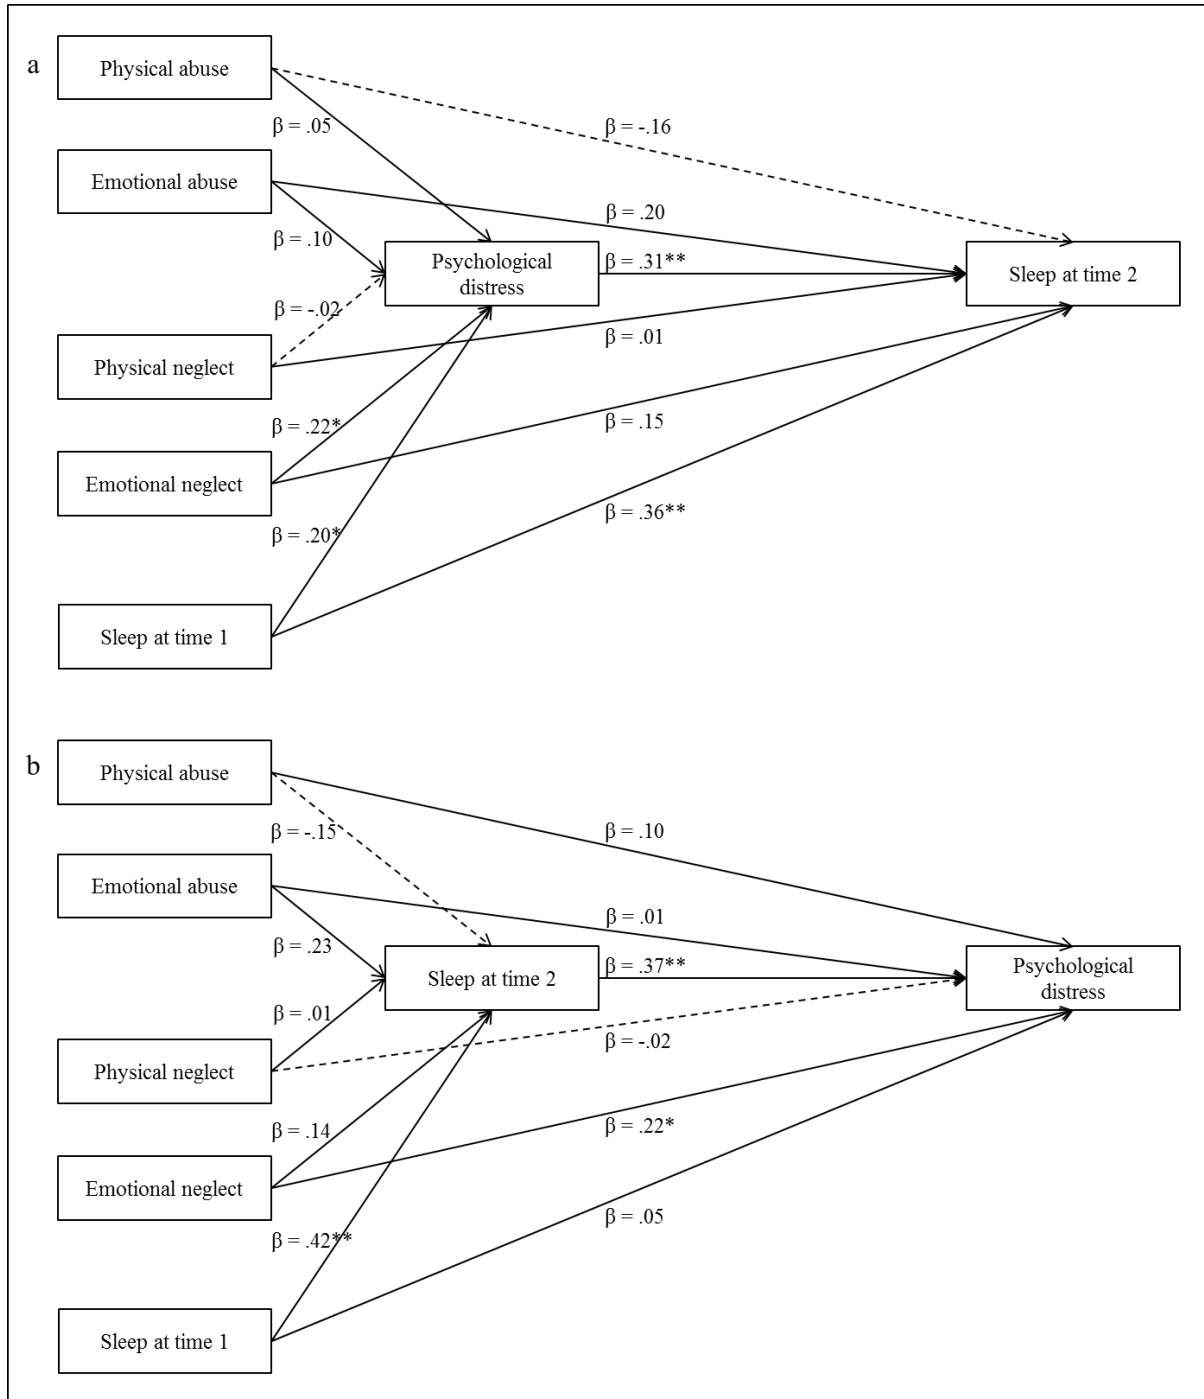 a
Physical abuse
β = .05
β = -.16
Emotional abuse
β = .10
β = .20
Psychological
distress
β = .31**
Sleep at time 2
β = -.02
β = .01
Physical neglect
β = .22*
β = .15
Emotional neglect
β = .20*
β = .36**
Sleep at time 1
b
Physical abuse
β = -.15
β = .10
Emotional abuse
β = .23
β = .01
Sleep at time 2
β = .37**
Psychological
distress
β = .01
β = -.02
Physical neglect
β = .14
β = .22*
Emotional neglect
β = .42**
β = .05
Sleep at time 1